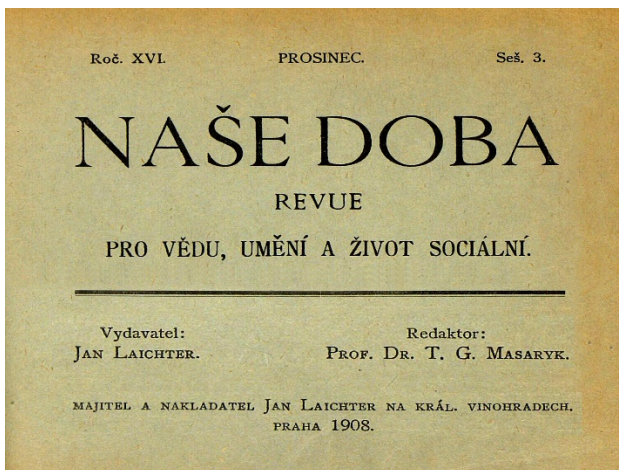 Roč. XVI. PROSINEC. Seš. 3.
NAŠE DOBA
REVUE
PRO VĚDU, UMĚNÍ A ŽIVOT SOCIÁLNÍ.
Vydavatel: Redaktor:
JAN LAICHTER. PROF. DR. T. G. MASARYK.
MAJITEL A NAKLADATEL JAN LAICHTER NA KRÁL. VINOHRADECH.
PRAHA 1908.